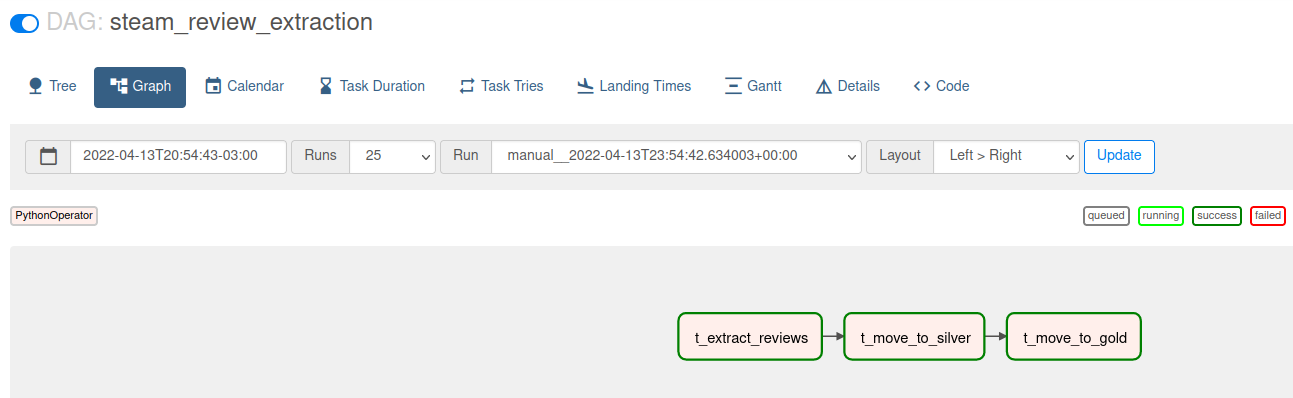 DAG: steam_review_extraction
Tree Graph Calendar Task Duration Task Tries Landing Times Gantt Details Code
2022-04-13T20:54:43-03:00 Runs 25 Run manual__2022-04-13T23:54:42.634003+00:00 Layout Left > Right Update
PythonOperator queued running success failed
t_extract_reviews t_move_to_silver t_move_to_gold